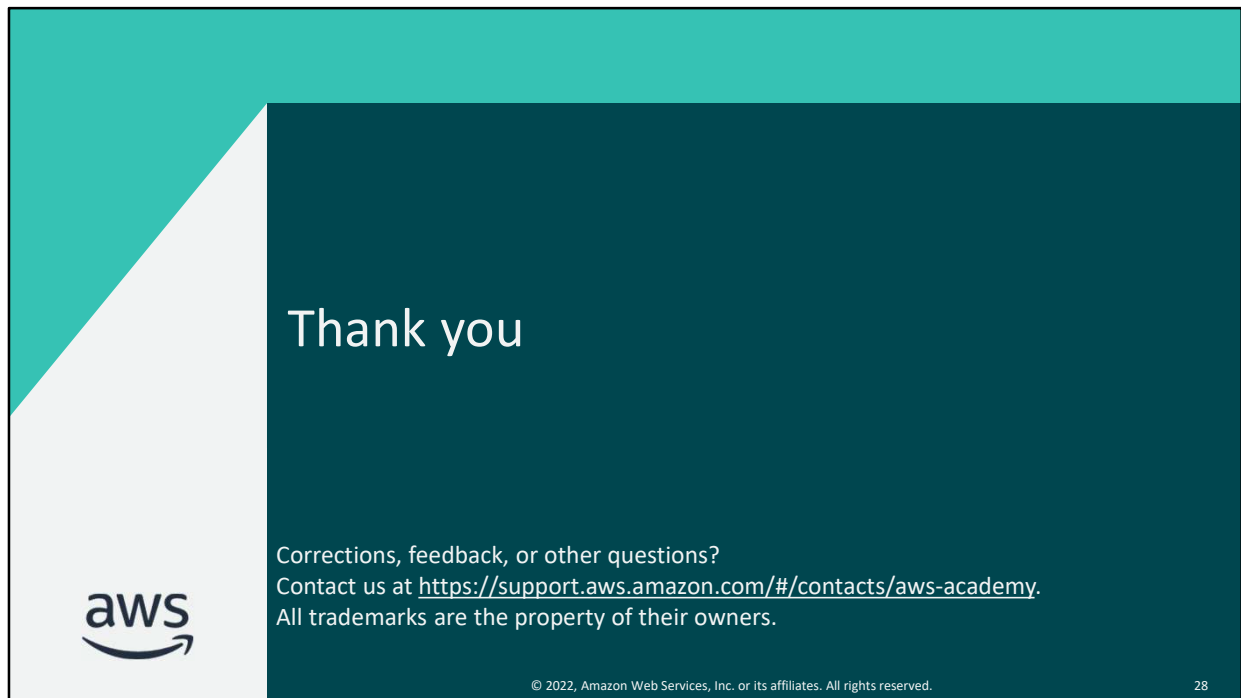 Thank you
Corrections, feedback, or other questions?
Contact us at https://support.aws.amazon.com/#/contacts/aws-academy.
All trademarks are the property of their owners.
aws
© 2022, Amazon Web Services, Inc. or its affiliates. All rights reserved.
28